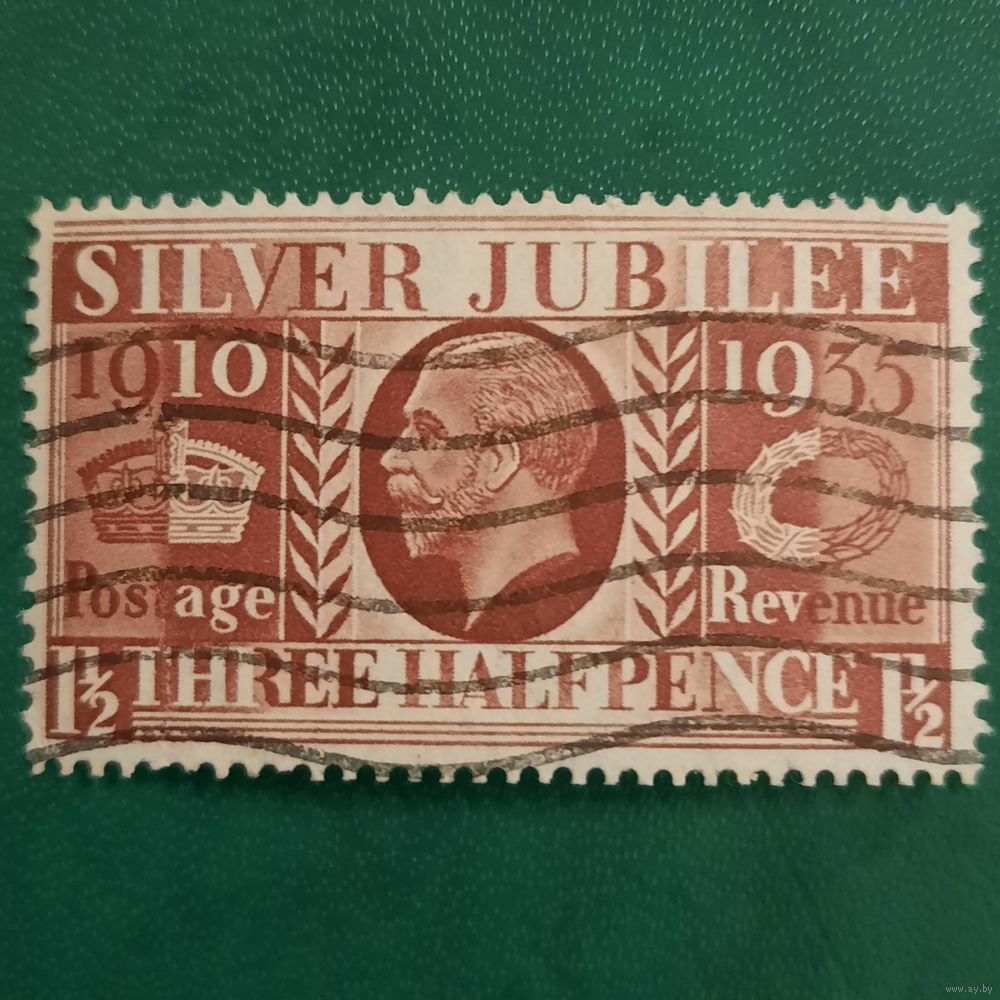 SILVER JUBILEE
1910 1935
Postage Revenue
1½ THREE HALFPENCE 1½
www.ay.by